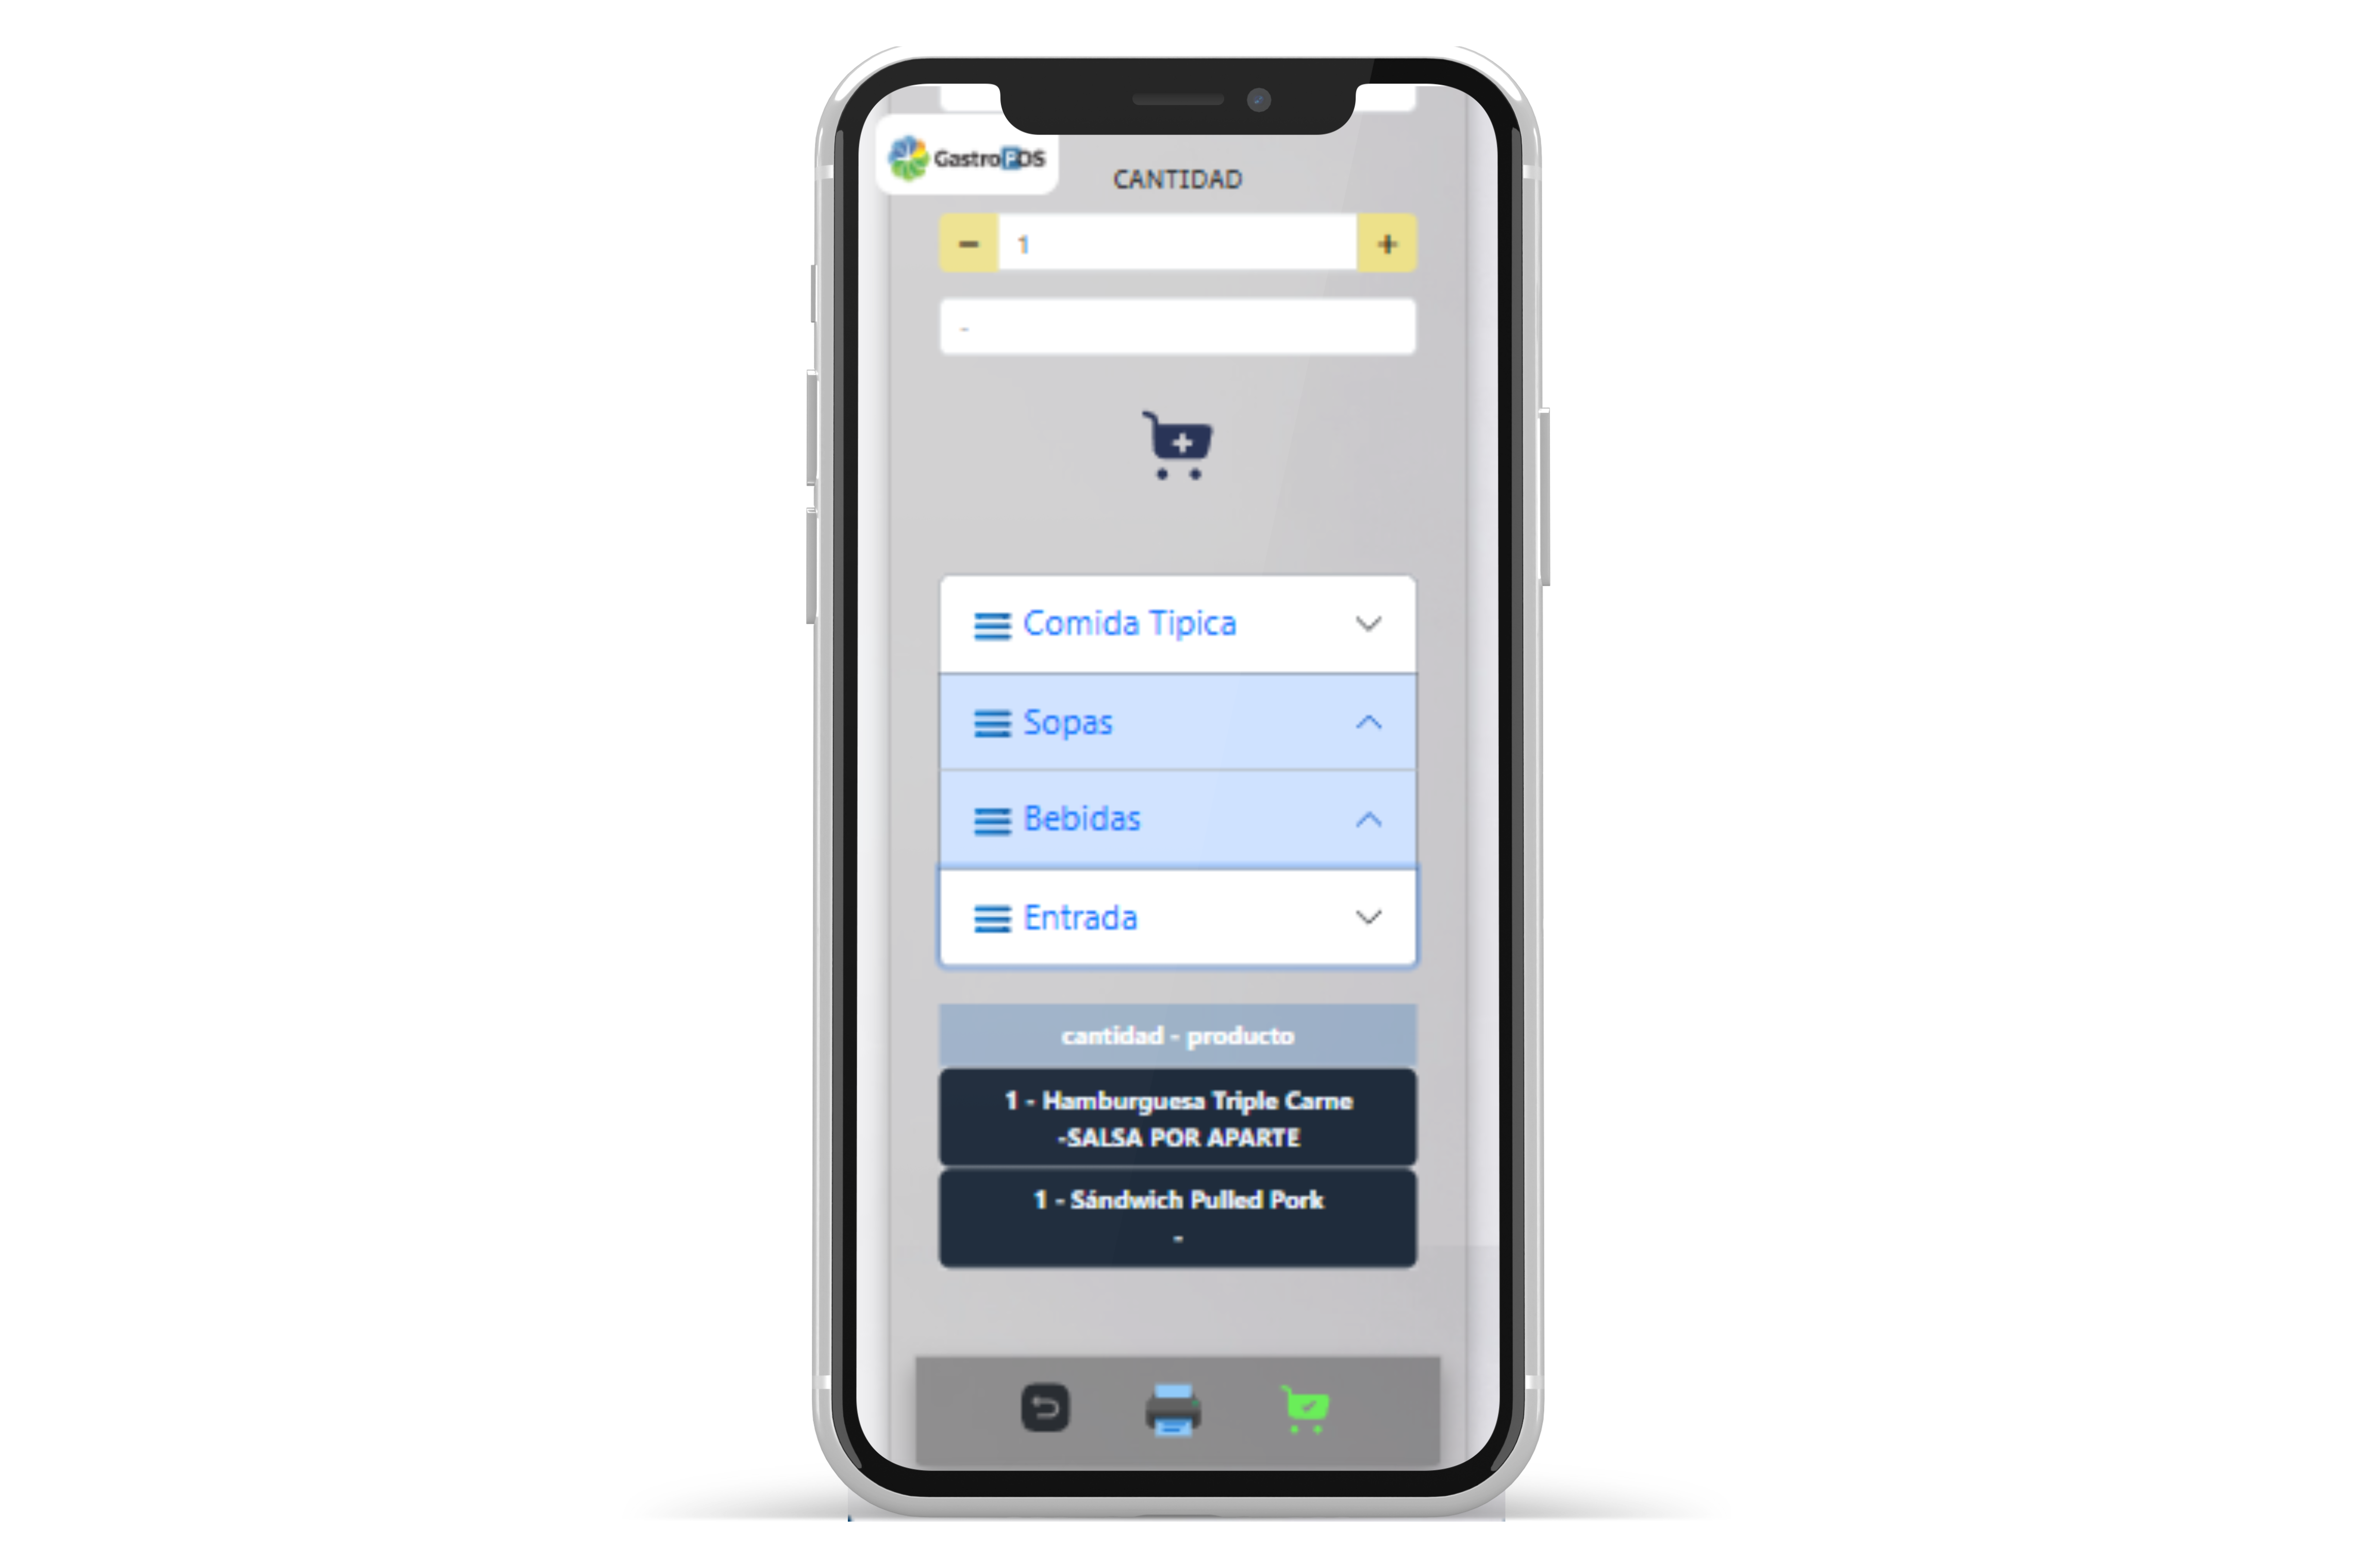 GastroPOS
CANTIDAD
- 1 +
-
Comida Tipica
Sopas
Bebidas
Entrada
cantidad - producto
1 - Hamburguesa Triple Carne
-SALSA POR APARTE
1 - Sándwich Pulled Pork
-